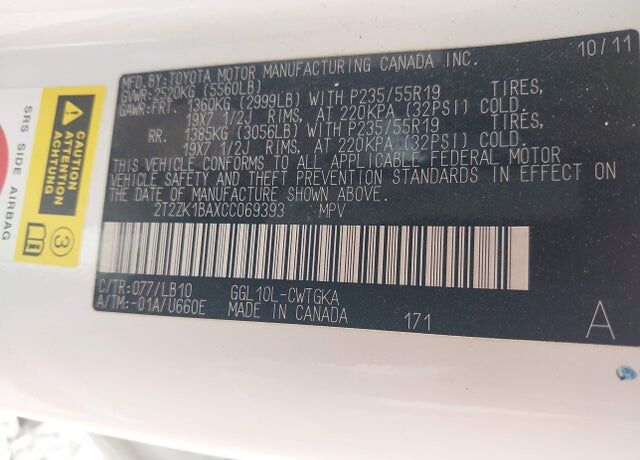 MFD.BY:TOYOTA MOTOR MANUFACTURING CANADA INC. 10/11
GVWR:2520KG (5560LB)
GAWR:FRT 1360KG (2999LB) WITH P235/55R19 TIRES,
19X7 1/2J RIMS, AT 220KPA (32PSI) COLD.
RR. 1385KG (3056LB) WITH P235/55R19 TIRES,
19X7 1/2J RIMS, AT 220KPA (32PSI) COLD.
THIS VEHICLE CONFORMS TO ALL APPLICABLE FEDERAL MOTOR
VEHICLE SAFETY AND THEFT PREVENTION STANDARDS IN EFFECT ON
THE DATE OF MANUFACTURE SHOWN ABOVE.
2T2ZK1BAXCC069393 MPV
C/TR:077/LB10 GGL10L-CWTGKA
A/TM:-01A/U660E MADE IN CANADA 171 A
CAUTION
ATTENTION
ACHTUNG
3
SRS SIDE AIRBAG